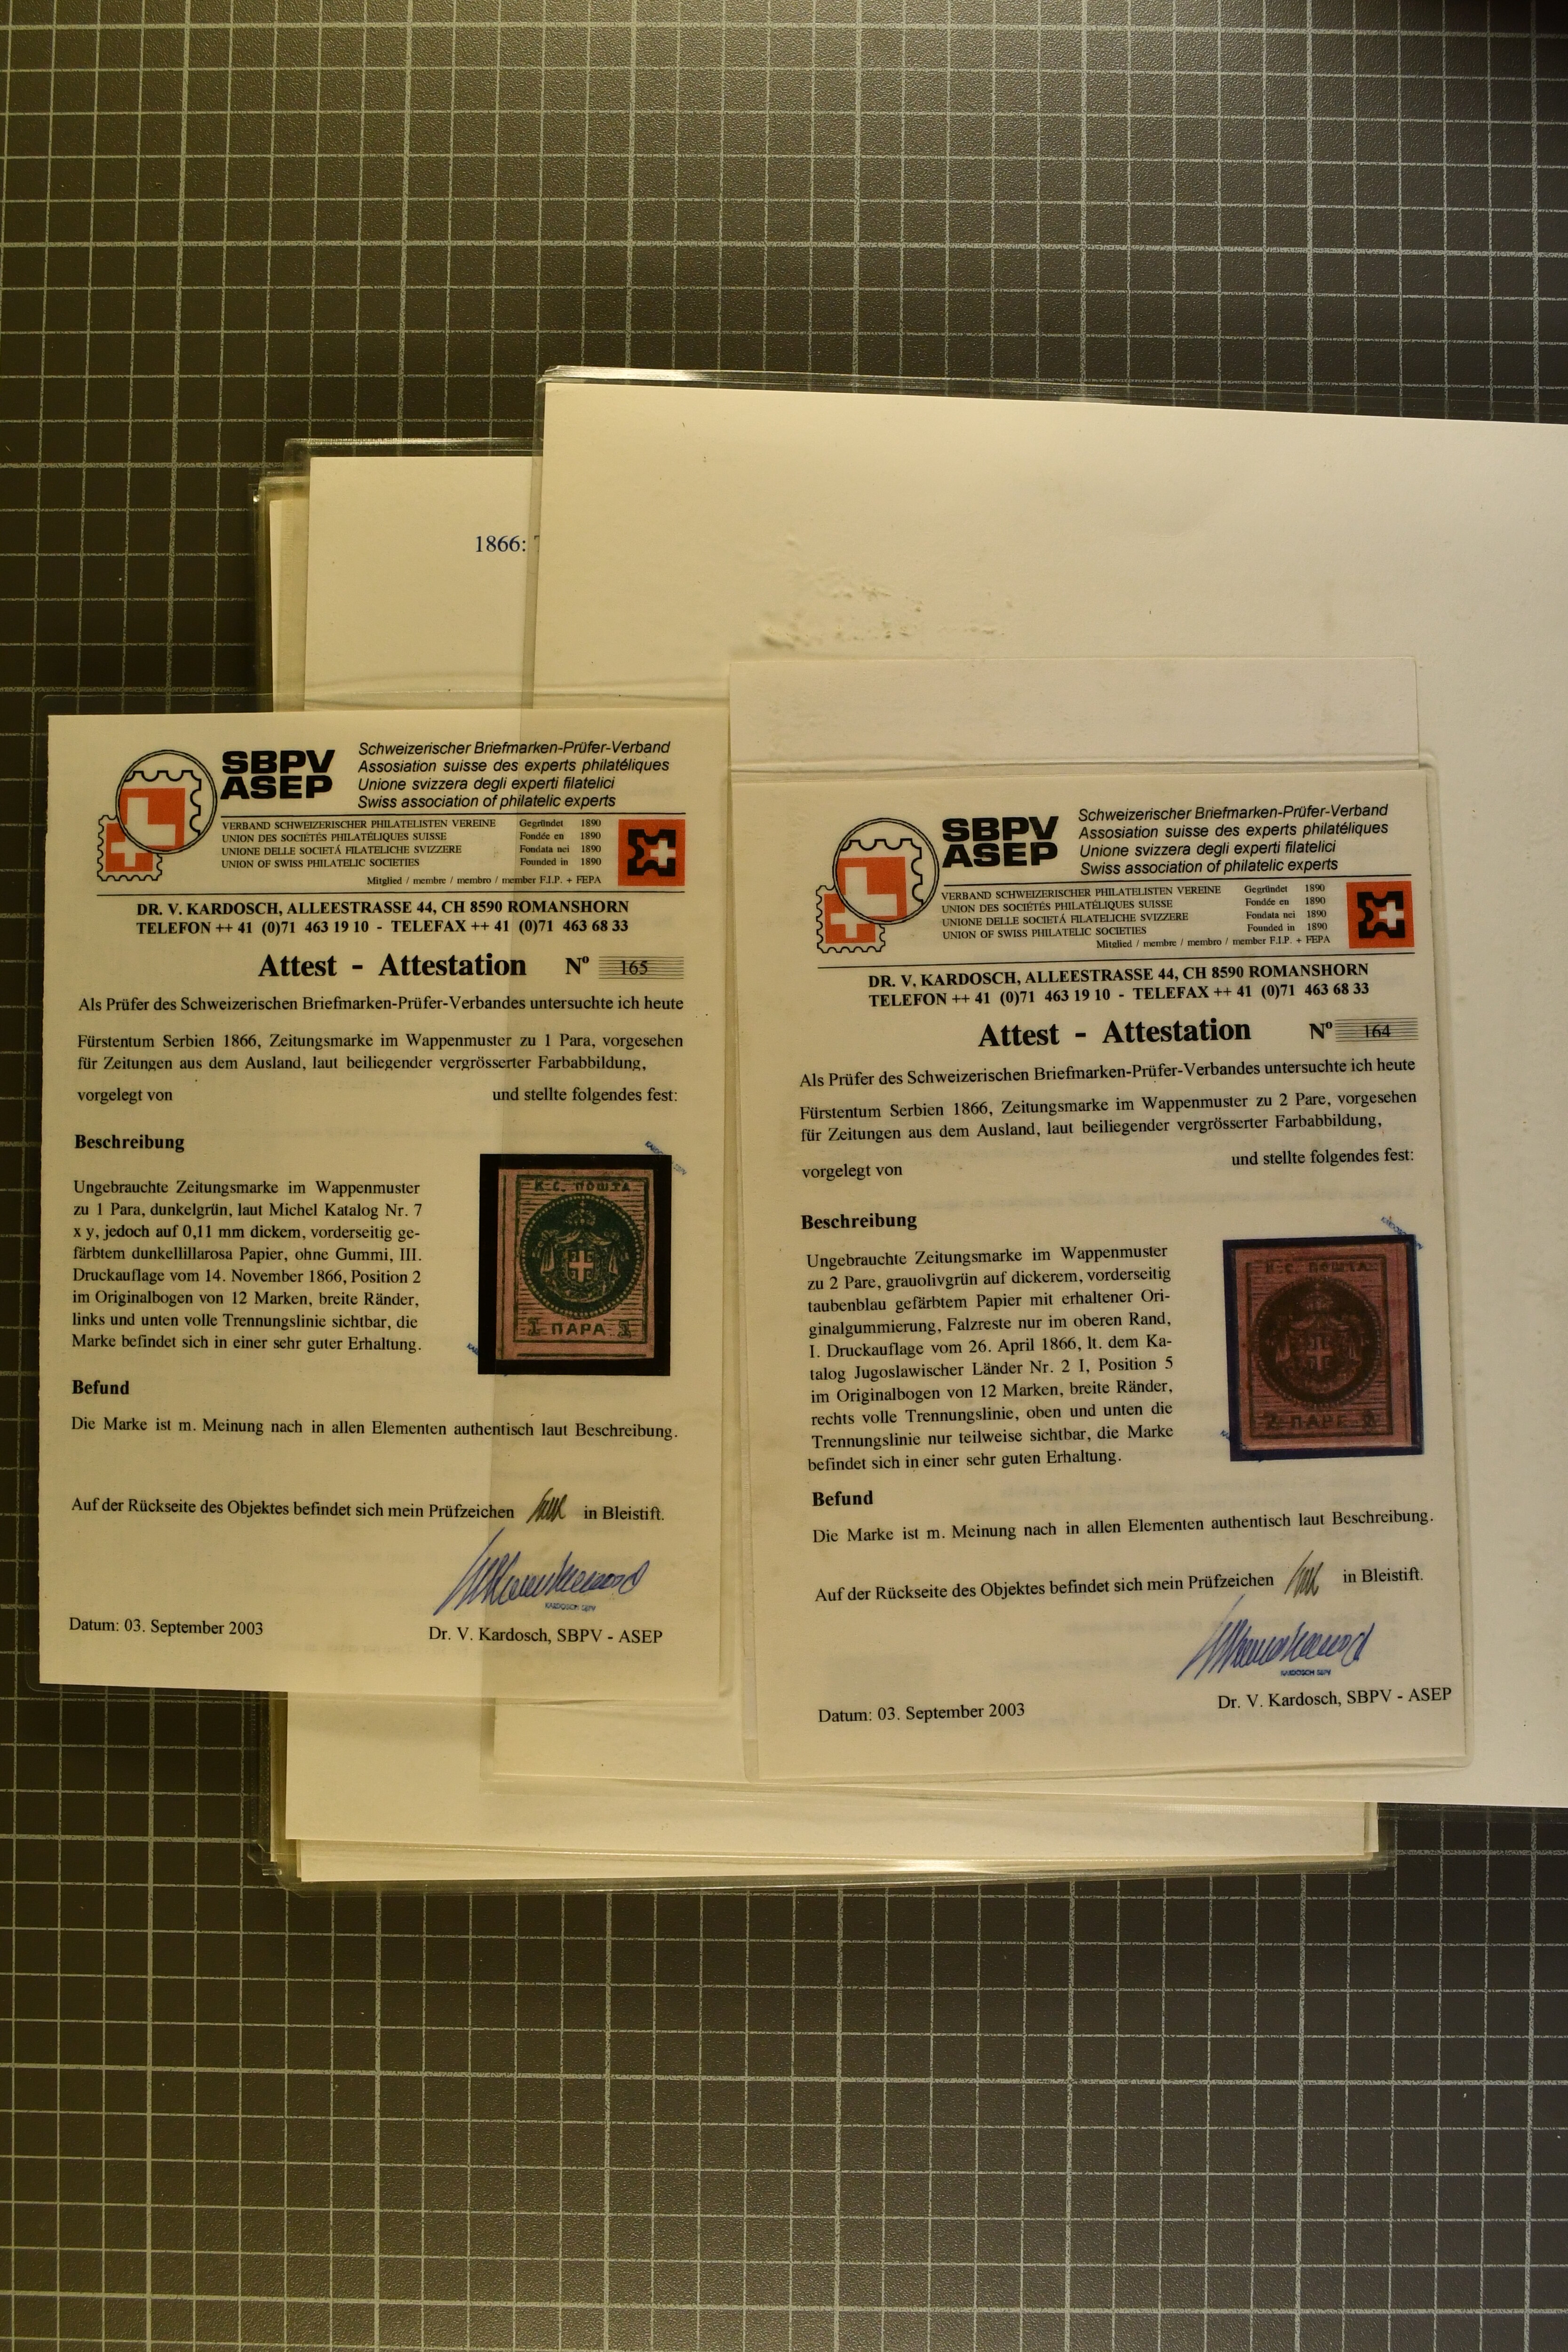 1866:
SBPV
ASEP
Schweizerischer Briefmarken-Prüfer-Verband
Assosiation suisse des experts philatéliques
Unione svizzera degli experti filatelici
Swiss association of philatelic experts
VERBAND SCHWEIZERISCHER PHILATELISTEN VEREINE Gegründet 1890
UNION DES SOCIÉTÉS PHILATÉLIQUES SUISSE Fondée en 1890
UNIONE DELLE SOCIETÁ FILATELICHE SVIZZERE Fondata nei 1890
UNION OF SWISS PHILATELIC SOCIETIES Founded in 1890
Mitglied / membre / membro / member F.I.P. + FEPA
DR. V. KARDOSCH, ALLEESTRASSE 44, CH 8590 ROMANSHORN
TELEFON ++ 41 (0)71 463 19 10 - TELEFAX ++ 41 (0)71 463 68 33
Attest - Attestation Nº 165
Als Prüfer des Schweizerischen Briefmarken-Prüfer-Verbandes untersuchte ich heute
Fürstentum Serbien 1866, Zeitungsmarke im Wappenmuster zu 1 Para, vorgesehen
für Zeitungen aus dem Ausland, laut beiliegender vergrösserter Farbabbildung,
vorgelegt von und stellte folgendes fest:
Beschreibung
Ungebrauchte Zeitungsmarke im Wappenmuster
zu 1 Para, dunkelgrün, laut Michel Katalog Nr. 7
x y, jedoch auf 0,11 mm dickem, vorderseitig ge-
färbtem dunkellillarosa Papier, ohne Gummi, III.
Druckauflage vom 14. November 1866, Position 2
im Originalbogen von 12 Marken, breite Ränder,
links und unten volle Trennungslinie sichtbar, die
Marke befindet sich in einer sehr guter Erhaltung.
К.С. ПОШТА
1 ПАРА 1
Befund
Die Marke ist m. Meinung nach in allen Elementen authentisch laut Beschreibung.
Auf der Rückseite des Objektes befindet sich mein Prüfzeichen in Bleistift.
KARDOSCH SBPV
Datum: 03. September 2003
Dr. V. Kardosch, SBPV - ASEP
SBPV
ASEP
Schweizerischer Briefmarken-Prüfer-Verband
Assosiation suisse des experts philatéliques
Unione svizzera degli experti filatelici
Swiss association of philatelic experts
VERBAND SCHWEIZERISCHER PHILATELISTEN VEREINE Gegründet 1890
UNION DES SOCIÉTÉS PHILATÉLIQUES SUISSE Fondée en 1890
UNIONE DELLE SOCIETÁ FILATELICHE SVIZZERE Fondata nei 1890
UNION OF SWISS PHILATELIC SOCIETIES Founded in 1890
Mitglied / membre / membro / member F.I.P. + FEPA
DR. V. KARDOSCH, ALLEESTRASSE 44, CH 8590 ROMANSHORN
TELEFON ++ 41 (0)71 463 19 10 - TELEFAX ++ 41 (0)71 463 68 33
Attest - Attestation Nº 164
Als Prüfer des Schweizerischen Briefmarken-Prüfer-Verbandes untersuchte ich heute
Fürstentum Serbien 1866, Zeitungsmarke im Wappenmuster zu 2 Pare, vorgesehen
für Zeitungen aus dem Ausland, laut beiliegender vergrösserter Farbabbildung,
vorgelegt von und stellte folgendes fest:
Beschreibung
Ungebrauchte Zeitungsmarke im Wappenmuster
zu 2 Pare, grauolivgrün auf dickerem, vorderseitig
taubenblau gefärbtem Papier mit erhaltener Ori-
ginalgummierung, Falzreste nur im oberen Rand,
I. Druckauflage vom 26. April 1866, lt. dem Ka-
talog Jugoslawischer Länder Nr. 2 I, Position 5
im Originalbogen von 12 Marken, breite Ränder,
rechts volle Trennungslinie, oben und unten die
Trennungslinie nur teilweise sichtbar, die Marke
befindet sich in einer sehr guten Erhaltung.
К.С. ПОШТА
2 ПАРЕ 2
Befund
Die Marke ist m. Meinung nach in allen Elementen authentisch laut Beschreibung.
Auf der Rückseite des Objektes befindet sich mein Prüfzeichen in Bleistift.
KARDOSCH SBPV
Datum: 03. September 2003
Dr. V. Kardosch, SBPV - ASEP